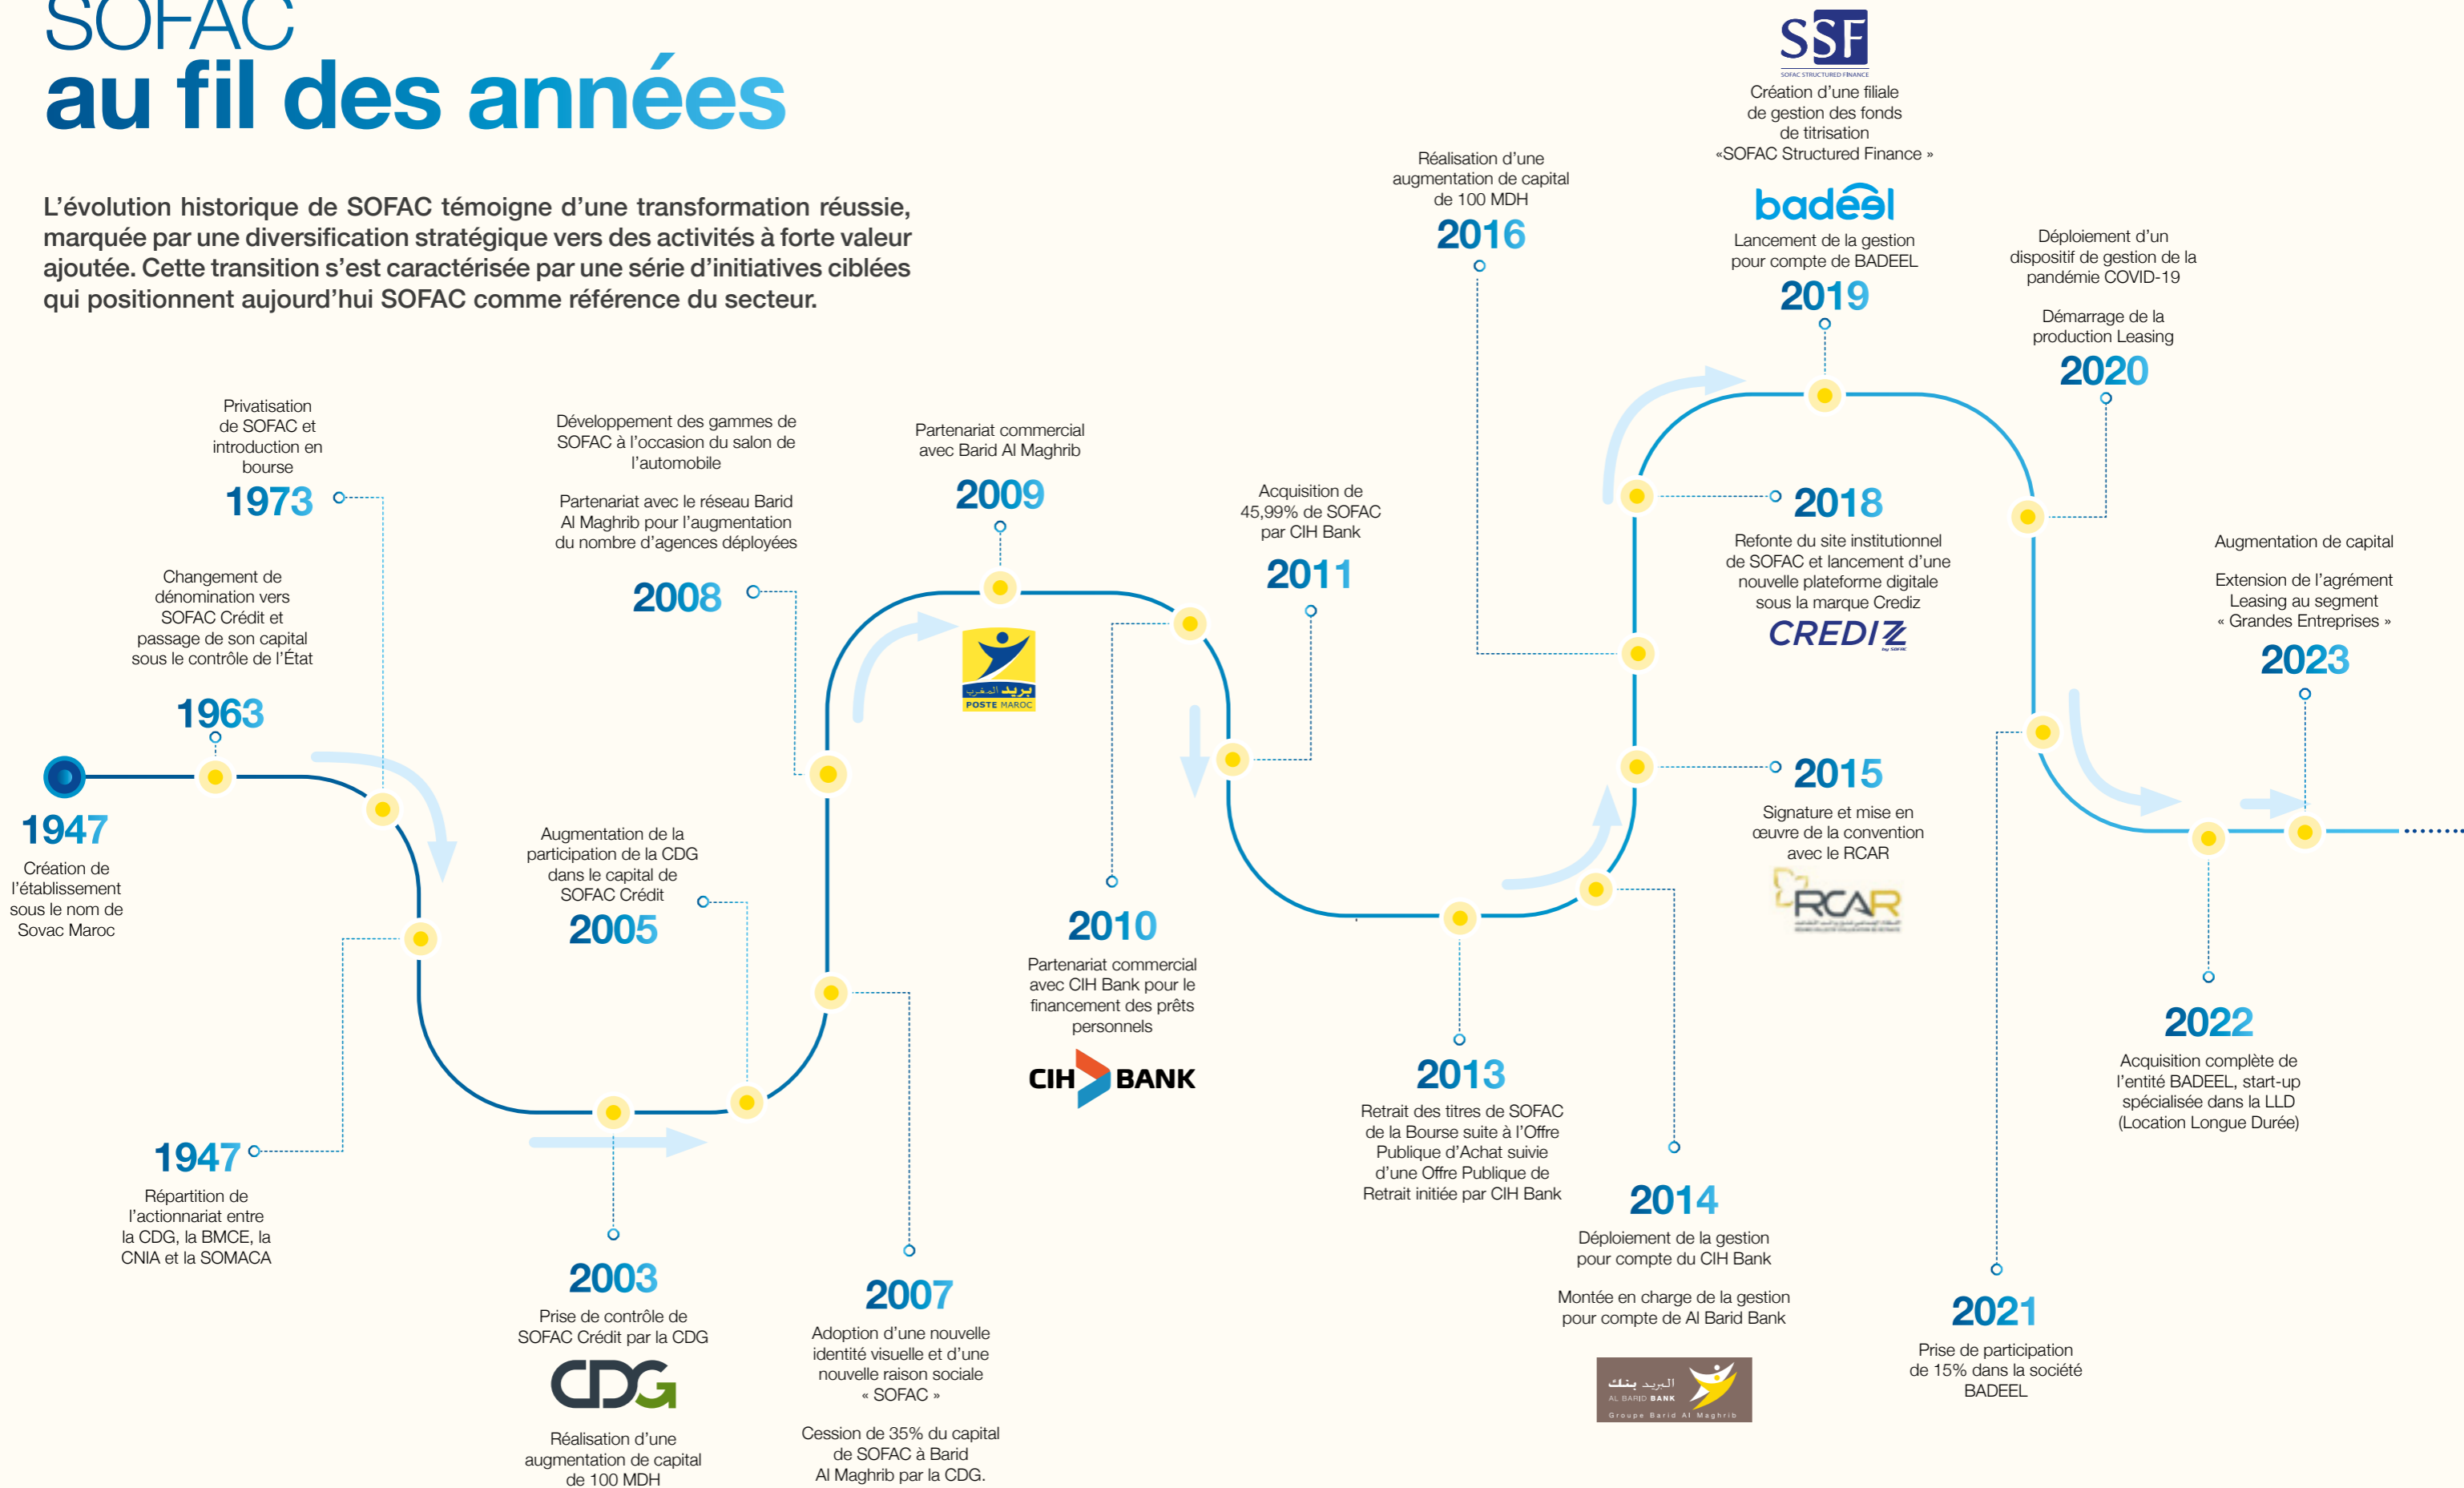 SOFAC
au fil des années
L’évolution historique de SOFAC témoigne d’une transformation réussie,
marquée par une diversification stratégique vers des activités à forte valeur
ajoutée. Cette transition s’est caractérisée par une série d’initiatives ciblées
qui positionnent aujourd’hui SOFAC comme référence du secteur.
1947
Création de
l’établissement
sous le nom de
Sovac Maroc
Changement de
dénomination vers
SOFAC Crédit et
passage de son capital
sous le contrôle de l’État
1963
Privatisation
de SOFAC et
introduction en
bourse
1973
1947
Répartition de
l’actionnariat entre
la CDG, la BMCE, la
CNIA et la SOMACA
2003
Prise de contrôle de
SOFAC Crédit par la CDG
CDG
Réalisation d’une
augmentation de capital
de 100 MDH
Augmentation de la
participation de la CDG
dans le capital de
SOFAC Crédit
2005
2007
Adoption d’une nouvelle
identité visuelle et d’une
nouvelle raison sociale
« SOFAC »
Cession de 35% du capital
de SOFAC à Barid
Al Maghrib par la CDG.
Développement des gammes de
SOFAC à l’occasion du salon de
l’automobile
Partenariat avec le réseau Barid
Al Maghrib pour l’augmentation
du nombre d’agences déployées
2008
Partenariat commercial
avec Barid Al Maghrib
2009
بريد المغرب
POSTE MAROC
2010
Partenariat commercial
avec CIH Bank pour le
financement des prêts
personnels
CIH BANK
Acquisition de
45,99% de SOFAC
par CIH Bank
2011
2013
Retrait des titres de SOFAC
de la Bourse suite à l’Offre
Publique d’Achat suivie
d’une Offre Publique de
Retrait initiée par CIH Bank
2014
Déploiement de la gestion
pour compte du CIH Bank
Montée en charge de la gestion
pour compte de Al Barid Bank
البريد بنك
AL BARID BANK
Groupe Barid Al Maghrib
2015
Signature et mise en
œuvre de la convention
avec le RCAR
RCAR
Réalisation d’une
augmentation de capital
de 100 MDH
2016
2018
Refonte du site institutionnel
de SOFAC et lancement d’une
nouvelle plateforme digitale
sous la marque Crediz
CREDIZ
by SOFAC
SSF
SOFAC STRUCTURED FINANCE
Création d’une filiale
de gestion des fonds
de titrisation
«SOFAC Structured Finance »
badeel
Lancement de la gestion
pour compte de BADEEL
2019
Déploiement d’un
dispositif de gestion de la
pandémie COVID-19
Démarrage de la
production Leasing
2020
2021
Prise de participation
de 15% dans la société
BADEEL
2022
Acquisition complète de
l’entité BADEEL, start-up
spécialisée dans la LLD
(Location Longue Durée)
Augmentation de capital
Extension de l’agrément
Leasing au segment
« Grandes Entreprises »
2023